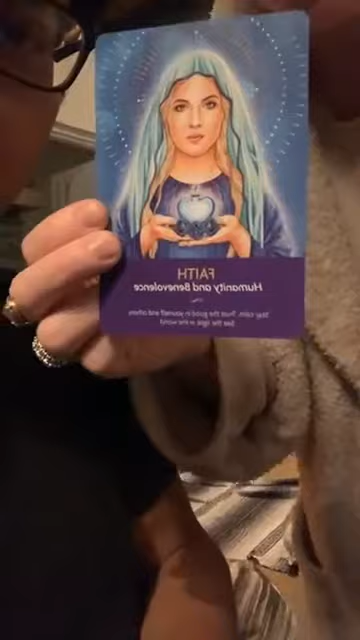 FAITH
Humanity and Benevolence
Stay calm. Trust the good in yourself and others.
See the light in the world!